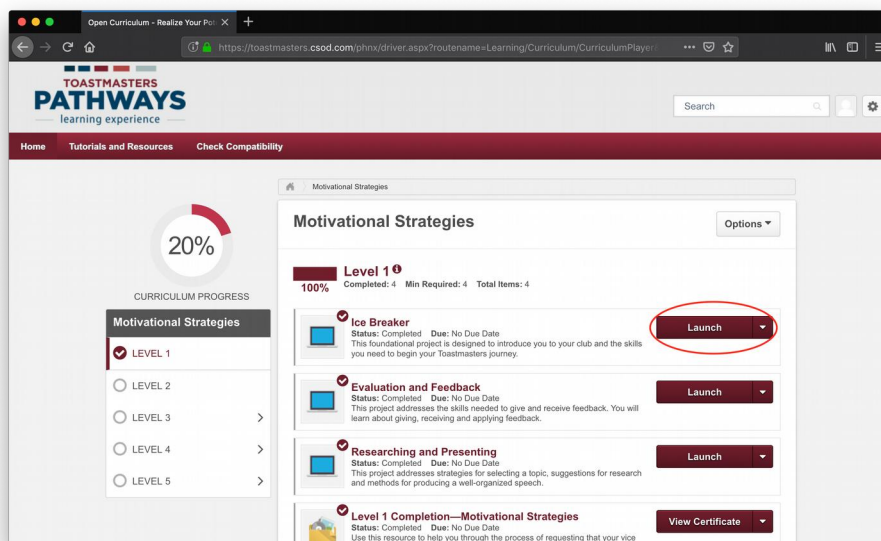 Open Curriculum - Realize Your Pot
https://toastmasters.csod.com/phnx/driver.aspx?routename=Learning/Curriculum/CurriculumPlayer
TOASTMASTERS
PATHWAYS
learning experience
Search
Home Tutorials and Resources Check Compatibility
Motivational Strategies
20%
CURRICULUM PROGRESS
Motivational Strategies
LEVEL 1
LEVEL 2
LEVEL 3
LEVEL 4
LEVEL 5
Motivational Strategies
Options
Level 1
100% Completed: 4 Min Required: 4 Total Items: 4
Ice Breaker
Status: Completed Due: No Due Date
This foundational project is designed to introduce you to your club and the skills
you need to begin your Toastmasters journey.
Launch
Evaluation and Feedback
Status: Completed Due: No Due Date
This project addresses the skills needed to give and receive feedback. You will
learn about giving, receiving and applying feedback.
Launch
Researching and Presenting
Status: Completed Due: No Due Date
This project addresses strategies for selecting a topic, suggestions for research
and methods for producing a well-organized speech.
Launch
Level 1 Completion—Motivational Strategies
Status: Completed Due: No Due Date
Use this resource to help you through the process of requesting that your vice
View Certificate